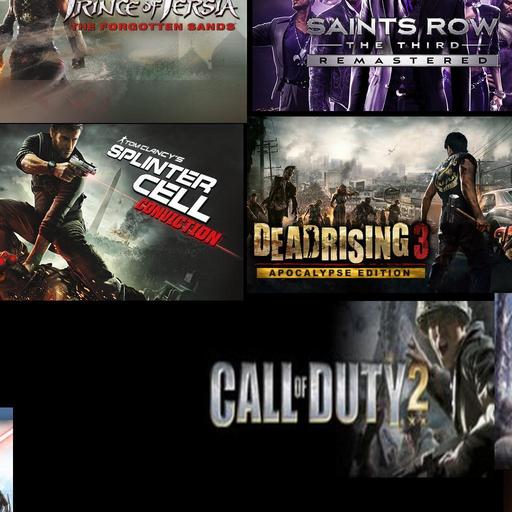 PRINCE OF PERSIA
THE FORGOTTEN SANDS
SAINTS ROW
THE THIRD
REMASTERED
TOM CLANCY'S
SPLINTER
CELL
CONVICTION
DEADRISING 3
APOCALYPSE EDITION
CALL OF DUTY 2